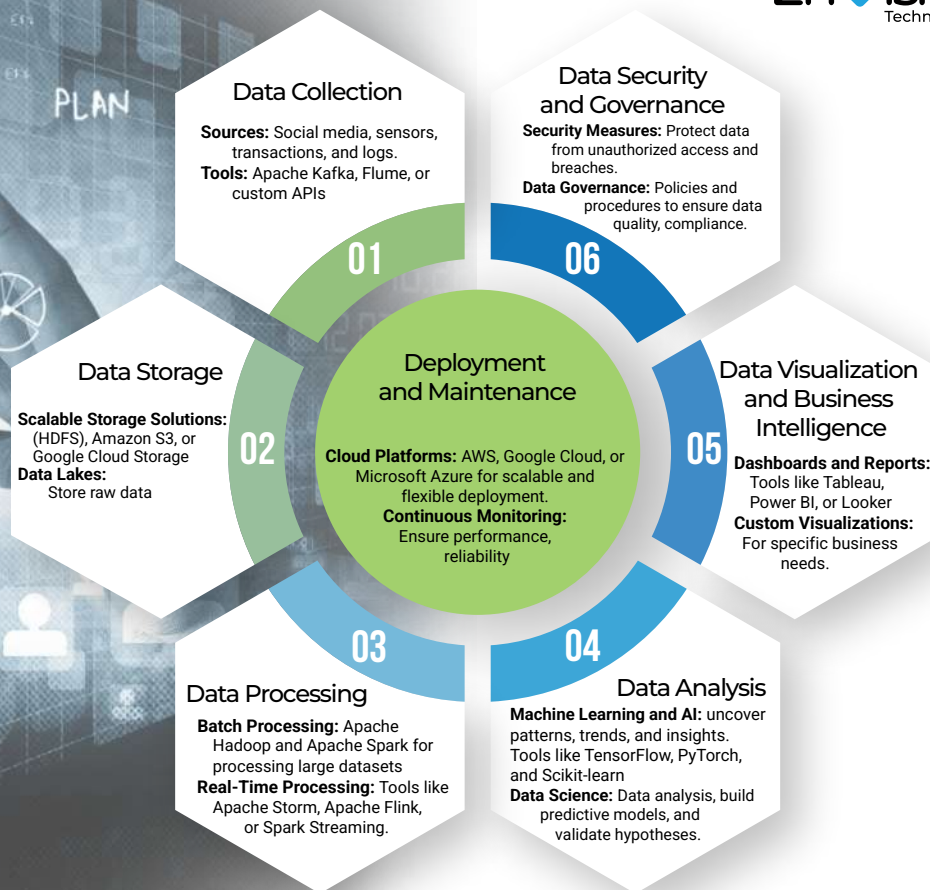 Techn
PLAN
Data Collection
Sources: Social media, sensors,
transactions, and logs.
Tools: Apache Kafka, Flume, or
custom APIs
01
Data Security
and Governance
Security Measures: Protect data
from unauthorized access and
breaches.
Data Governance: Policies and
procedures to ensure data
quality, compliance.
06
Data Storage
Scalable Storage Solutions:
(HDFS), Amazon S3, or
Google Cloud Storage
Data Lakes:
Store raw data
02
Deployment
and Maintenance
Cloud Platforms: AWS, Google Cloud, or
Microsoft Azure for scalable and
flexible deployment.
Continuous Monitoring:
Ensure performance,
reliability
05
Data Visualization
and Business
Intelligence
Dashboards and Reports:
Tools like Tableau,
Power BI, or Looker
Custom Visualizations:
For specific business
needs.
03
Data Processing
Batch Processing: Apache
Hadoop and Apache Spark for
processing large datasets
Real-Time Processing: Tools like
Apache Storm, Apache Flink,
or Spark Streaming.
04
Data Analysis
Machine Learning and AI: uncover
patterns, trends, and insights.
Tools like TensorFlow, PyTorch,
and Scikit-learn
Data Science: Data analysis, build
predictive models, and
validate hypotheses.